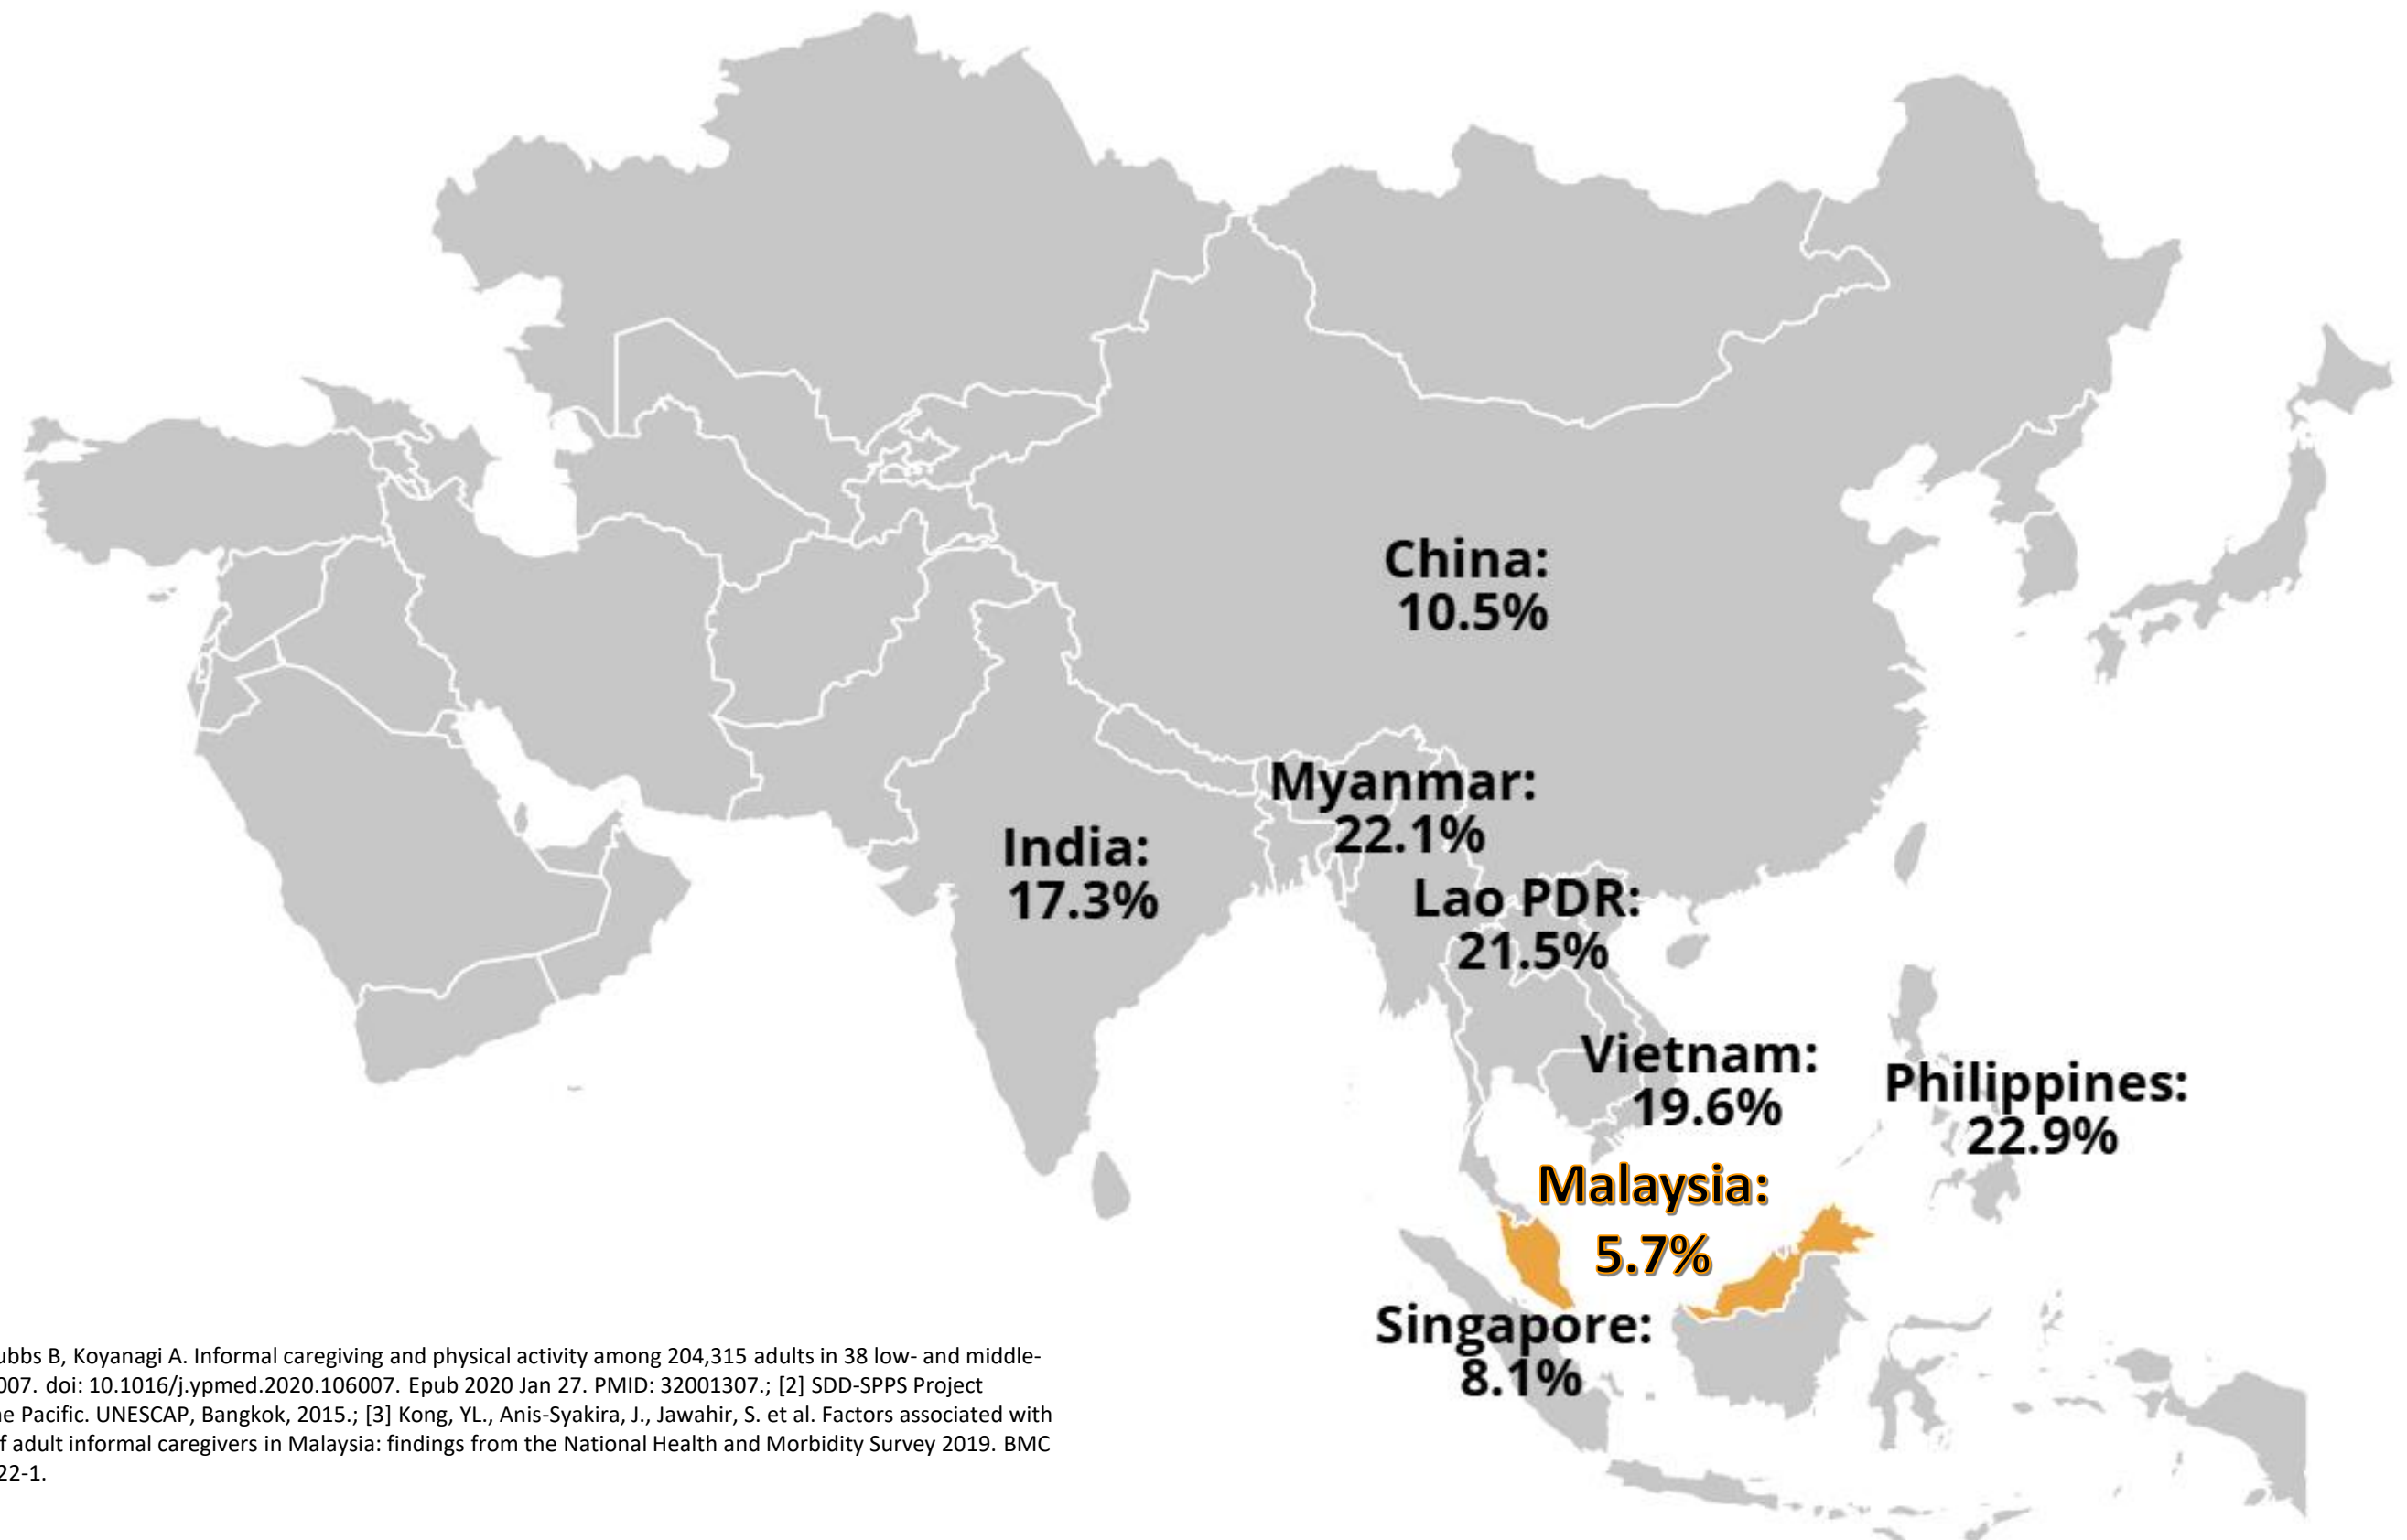 China:
10.5%
Myanmar:
22.1%
India:
17.3%
Lao PDR:
21.5%
Vietnam:
19.6%
Philippines:
22.9%
Malaysia:
5.7%
Singapore:
8.1%
ubbs B, Koyanagi A. Informal caregiving and physical activity among 204,315 adults in 38 low- and middle-
007. doi: 10.1016/j.ypmed.2020.106007. Epub 2020 Jan 27. PMID: 32001307.; [2] SDD-SPPS Project
e Pacific. UNESCAP, Bangkok, 2015.; [3] Kong, YL., Anis-Syakira, J., Jawahir, S. et al. Factors associated with
f adult informal caregivers in Malaysia: findings from the National Health and Morbidity Survey 2019. BMC
22-1.